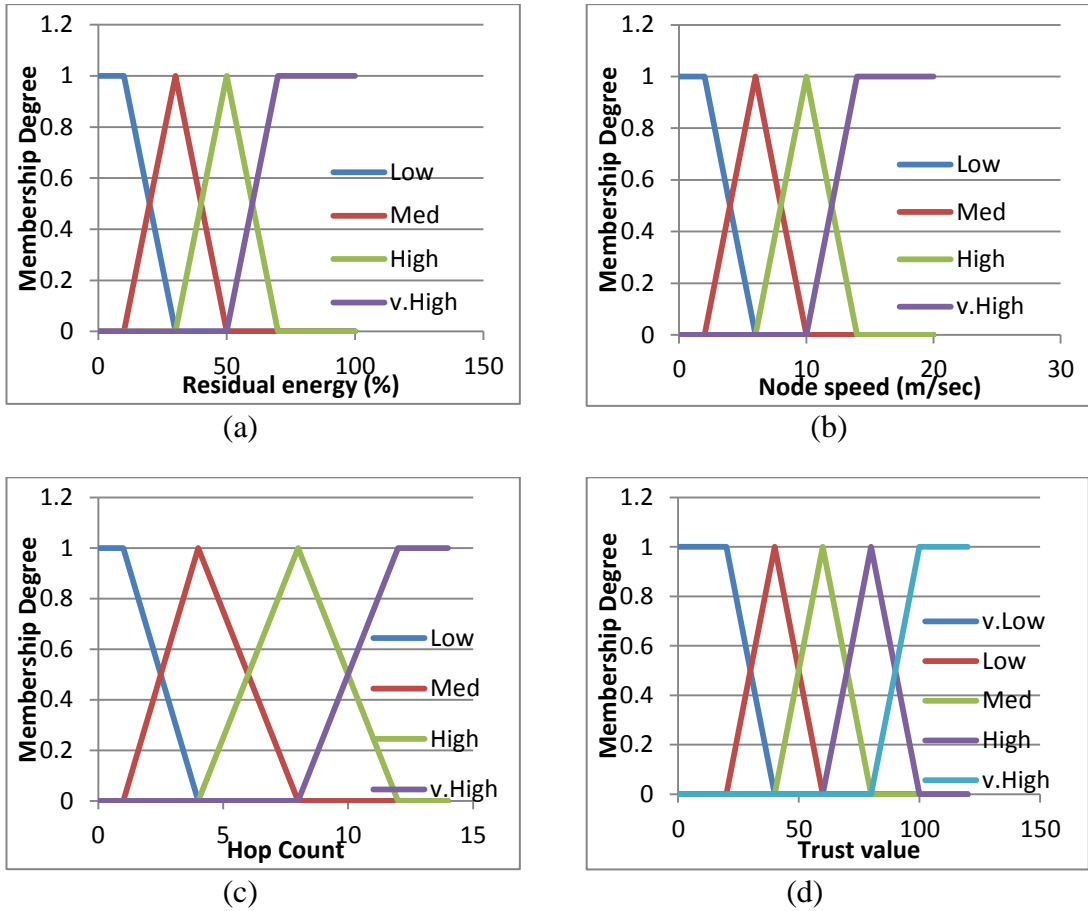 1.2
1
0.8
0.6
0.4
0.2
0
Membership Degree
Low
Med
High
v.High
0 50 100 150
Residual energy (%)
(a)
1.2
1
0.8
0.6
0.4
0.2
0
Membership Degree
Low
Med
High
v.High
0 10 20 30
Node speed (m/sec)
(b)
1.2
1
0.8
0.6
0.4
0.2
0
Membership Degree
Low
Med
High
v.High
0 5 10 15
Hop Count
(c)
1.2
1
0.8
0.6
0.4
0.2
0
Membership Degree
v.Low
Low
Med
High
v.High
0 50 100 150
Trust value
(d)